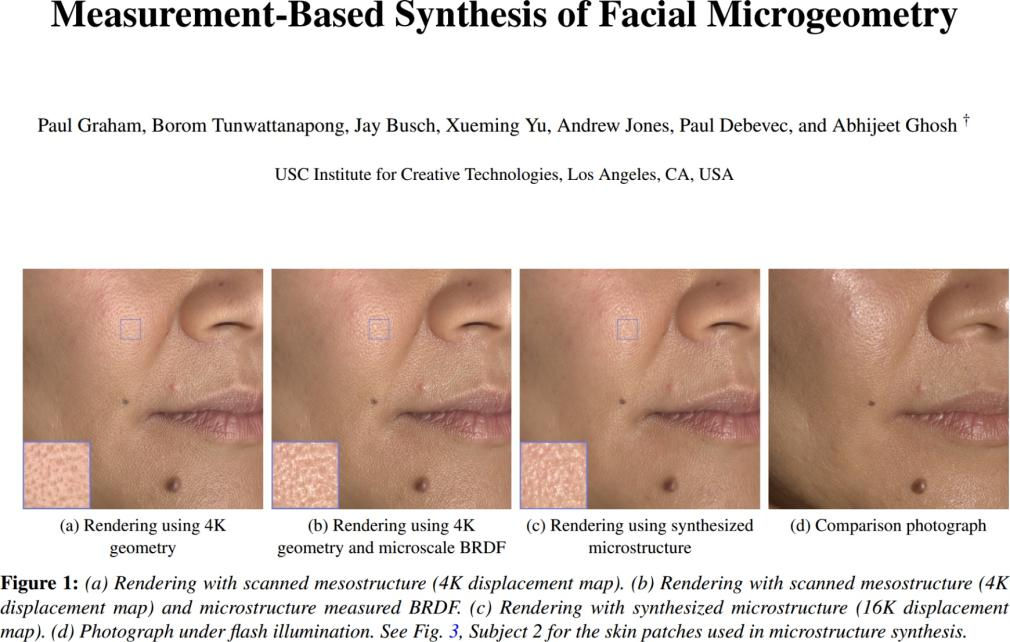 Measurement-Based Synthesis of Facial Microgeometry
Paul Graham, Borom Tunwattanapong, Jay Busch, Xueming Yu, Andrew Jones, Paul Debevec, and Abhijeet Ghosh †
USC Institute for Creative Technologies, Los Angeles, CA, USA
(a) Rendering using 4K
geometry
(b) Rendering using 4K
geometry and microscale BRDF
(c) Rendering using synthesized
microstructure
(d) Comparison photograph
Figure 1: (a) Rendering with scanned mesostructure (4K displacement map). (b) Rendering with scanned mesostructure (4K
displacement map) and microstructure measured BRDF. (c) Rendering with synthesized microstructure (16K displacement
map). (d) Photograph under flash illumination. See Fig. 3, Subject 2 for the skin patches used in microstructure synthesis.